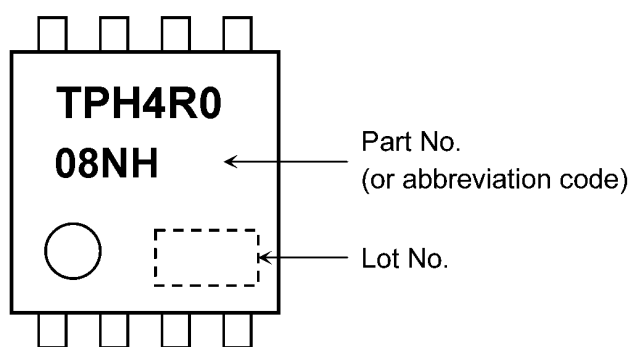 TPH4R0
08NH
Part No.
(or abbreviation code)
Lot No.